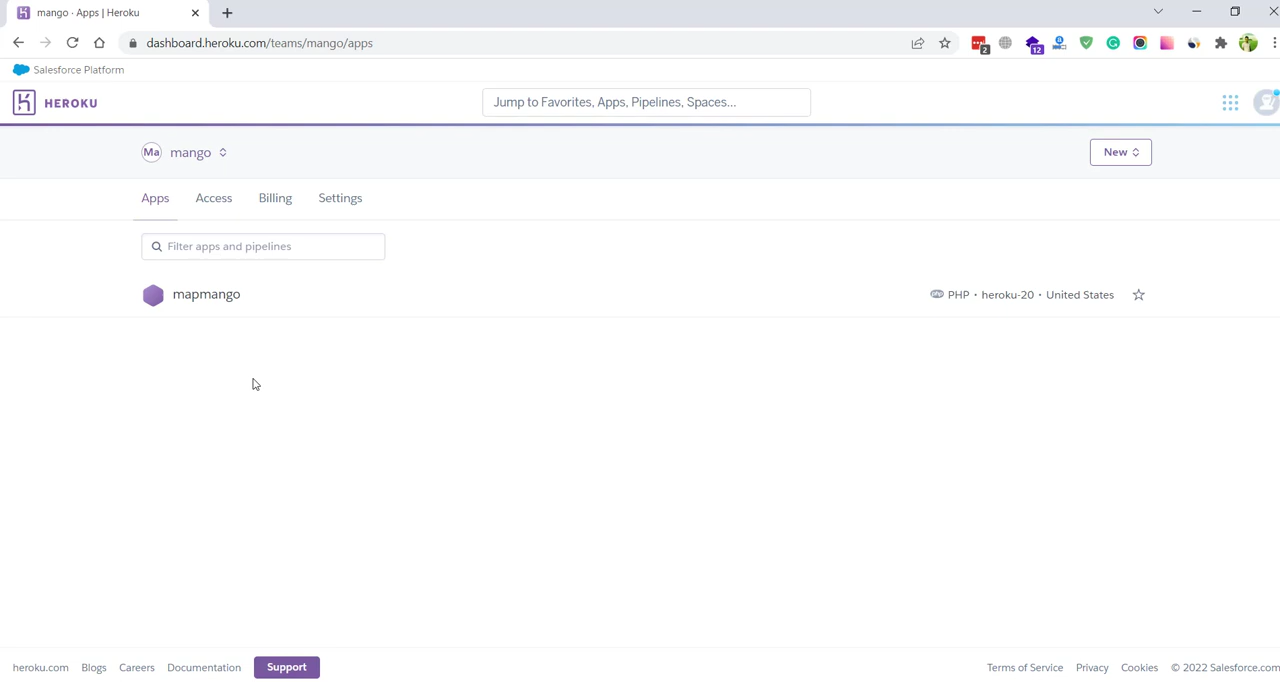 mango · Apps | Heroku
dashboard.heroku.com/teams/mango/apps
2
12
Salesforce Platform
HEROKU
Jump to Favorites, Apps, Pipelines, Spaces...
Ma mango
New
Apps Access Billing Settings
Filter apps and pipelines
mapmango
PHP • heroku-20 • United States
heroku.com Blogs Careers Documentation Support
Terms of Service Privacy Cookies © 2022 Salesforce.com